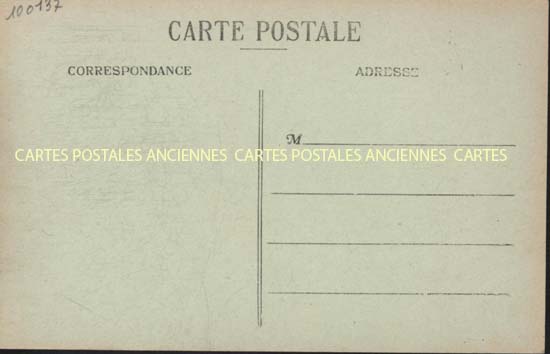 100137
CARTE POSTALE
CORRESPONDANCE ADRESSE
M
CARTES POSTALES ANCIENNES CARTES POSTALES ANCIENNES CARTES